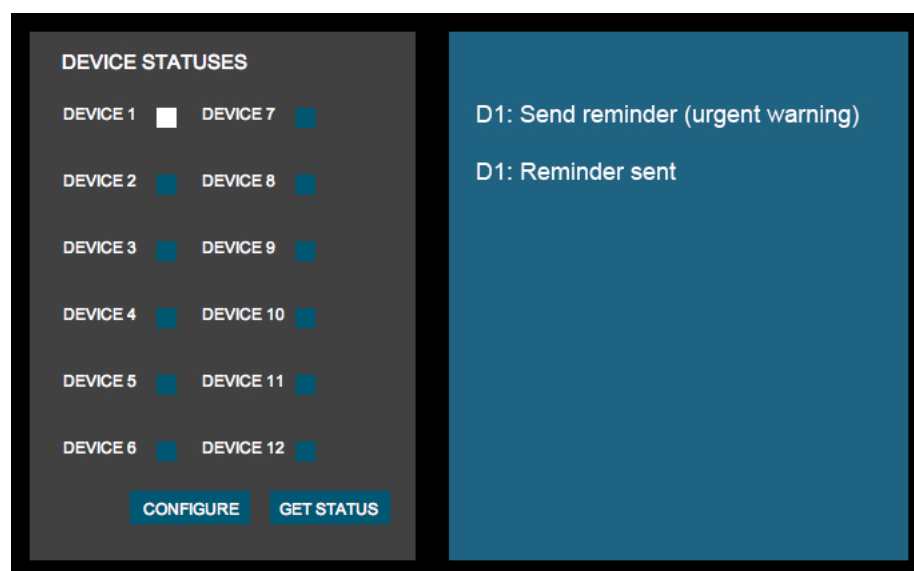 DEVICE STATUSES
DEVICE 1 DEVICE 7
DEVICE 2 DEVICE 8
DEVICE 3 DEVICE 9
DEVICE 4 DEVICE 10
DEVICE 5 DEVICE 11
DEVICE 6 DEVICE 12
CONFIGURE GET STATUS
D1: Send reminder (urgent warning)
D1: Reminder sent